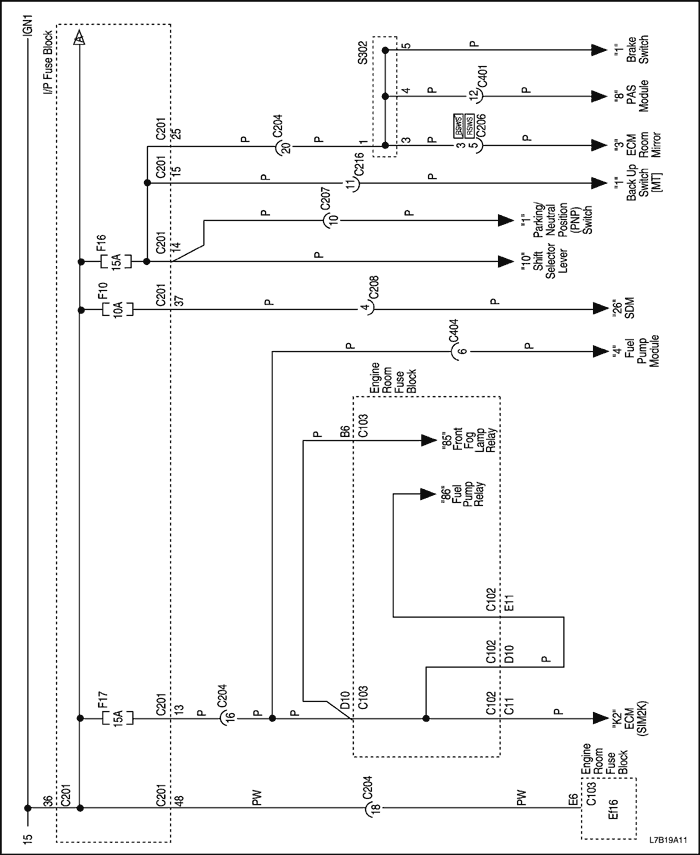 15
IGN1
36
C201
I/P Fuse Block
A
F17
15A
F10
10A
F16
15A
C201
48
C201
13
C201
37
C201
14
C201
15
C201
25
PW
C204
18
PW
E6
C103
Ef16
Engine
Room
Fuse
Block
P
C204
16
P
P
D10
C103
C102
C11
P
"K2"
ECM
(SIM2K)
C102
D10
P
C102
E11
"86"
Fuel
Pump
Relay
P
B6
C103
"85"
Front
Fog
Lamp
Relay
Engine
Room
Fuse
Block
P
C404
6
P
"4"
Fuel
Pump
Module
P
C208
4
P
"26"
SDM
P
"10"
Shift
Selector
Lever
P
C207
10
P
"1"
Parking/
Neutral
Position
(PNP)
Switch
P
C216
11
P
"1"
Back Up
Switch
[MT]
P
C204
20
P
1
S302
3
P
3
5
C206
P
"3"
ECM
Room
Mirror
4
P
C401
12
P
"8"
PAS
Module
5
P
"1"
Brake
Switch
L7B19A11